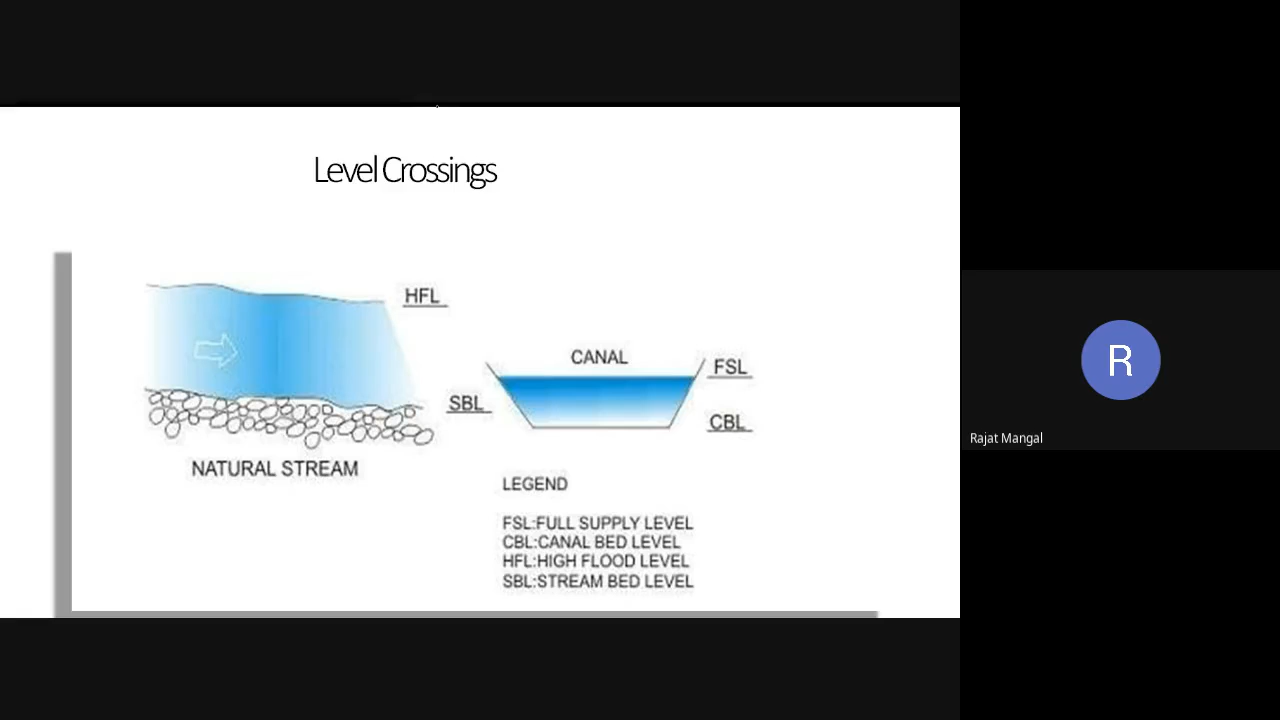 Level Crossings
HFL
CANAL
FSL
SBL
CBL
NATURAL STREAM
LEGEND
FSL:FULL SUPPLY LEVEL
CBL:CANAL BED LEVEL
HFL:HIGH FLOOD LEVEL
SBL:STREAM BED LEVEL
R
Rajat Mangal